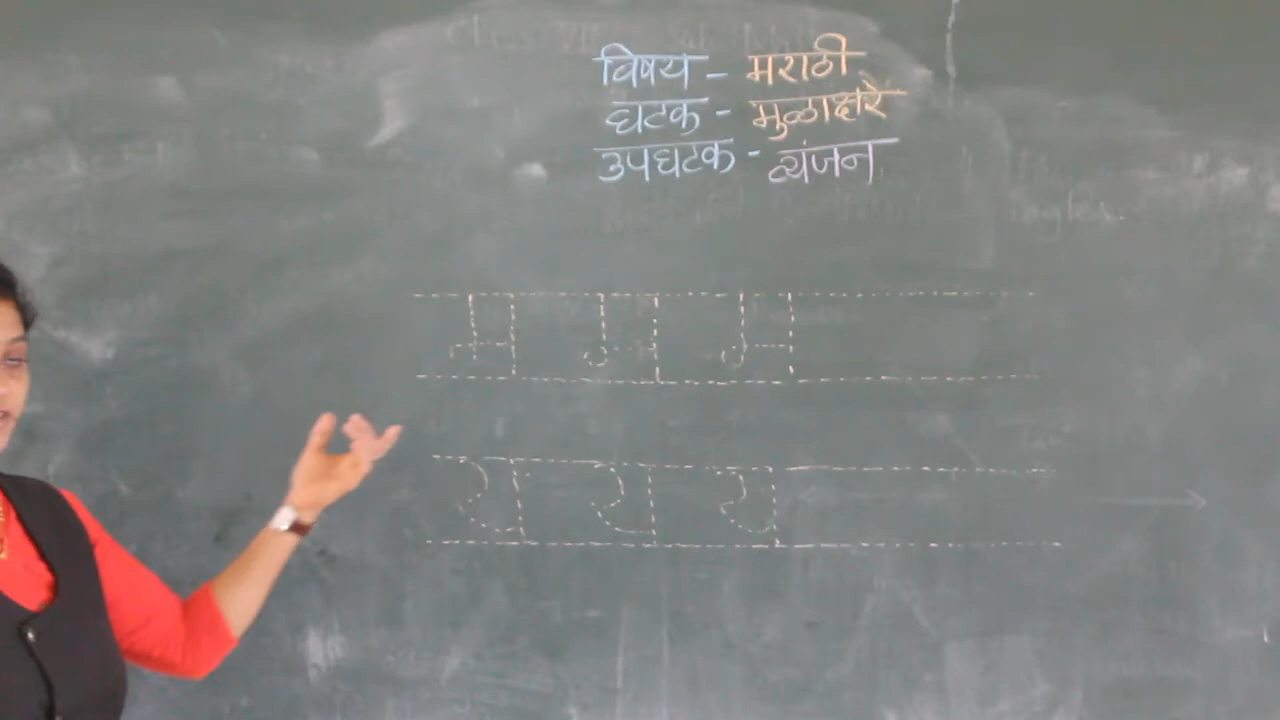 विषय - मराठी
घटक - मुळाक्षरे
उपघटक - व्यंजन
म म म
य य य